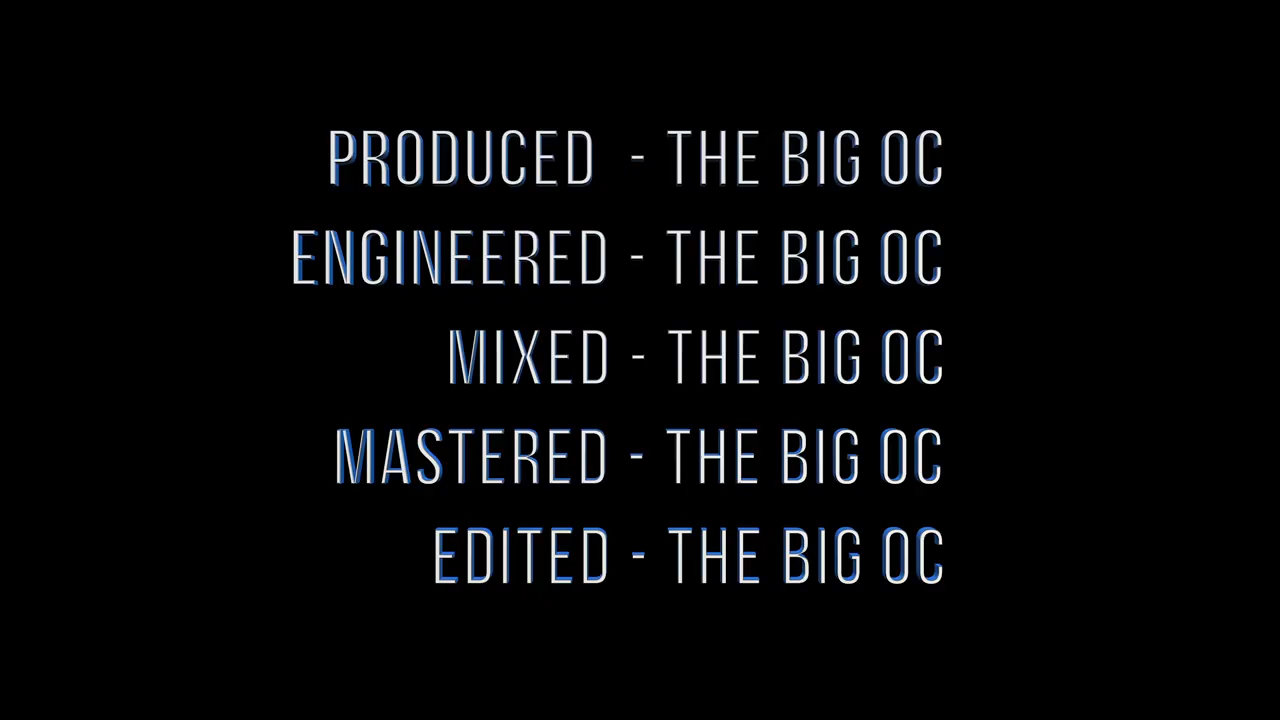 PRODUCED - THE BIG OC
ENGINEERED - THE BIG OC
MIXED - THE BIG OC
MASTERED - THE BIG OC
EDITED - THE BIG OC